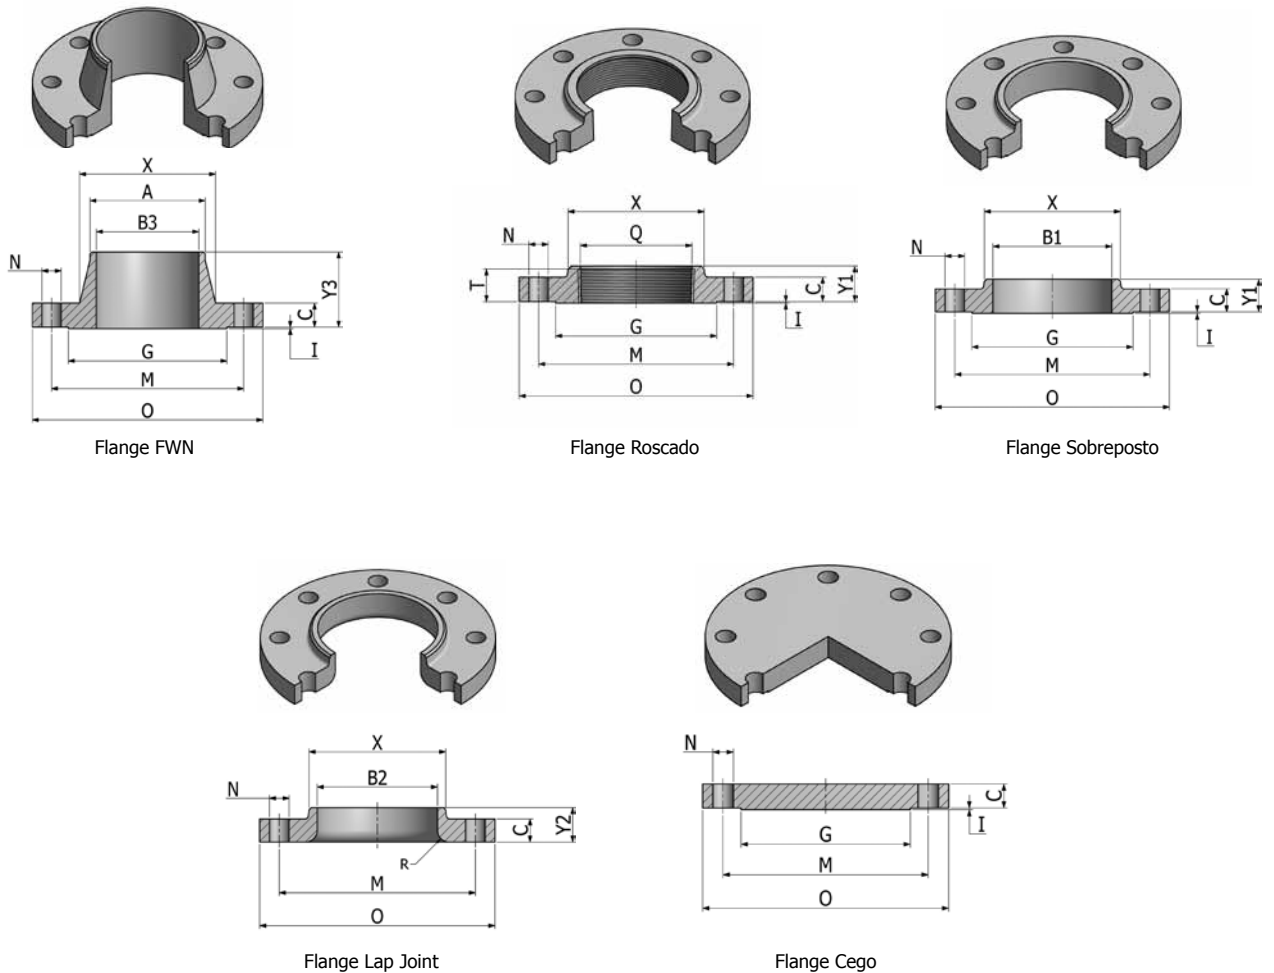 X
A
B3
N
Y3
C
I
G
M
O
Flange FWN
X
Q
N
T
C
Y1
I
G
M
O
Flange Roscado
X
B1
N
C
Y1
I
G
M
O
Flange Sobreposto
X
B2
N
C
Y2
R
M
O
Flange Lap Joint
N
C
I
G
M
O
Flange Cego